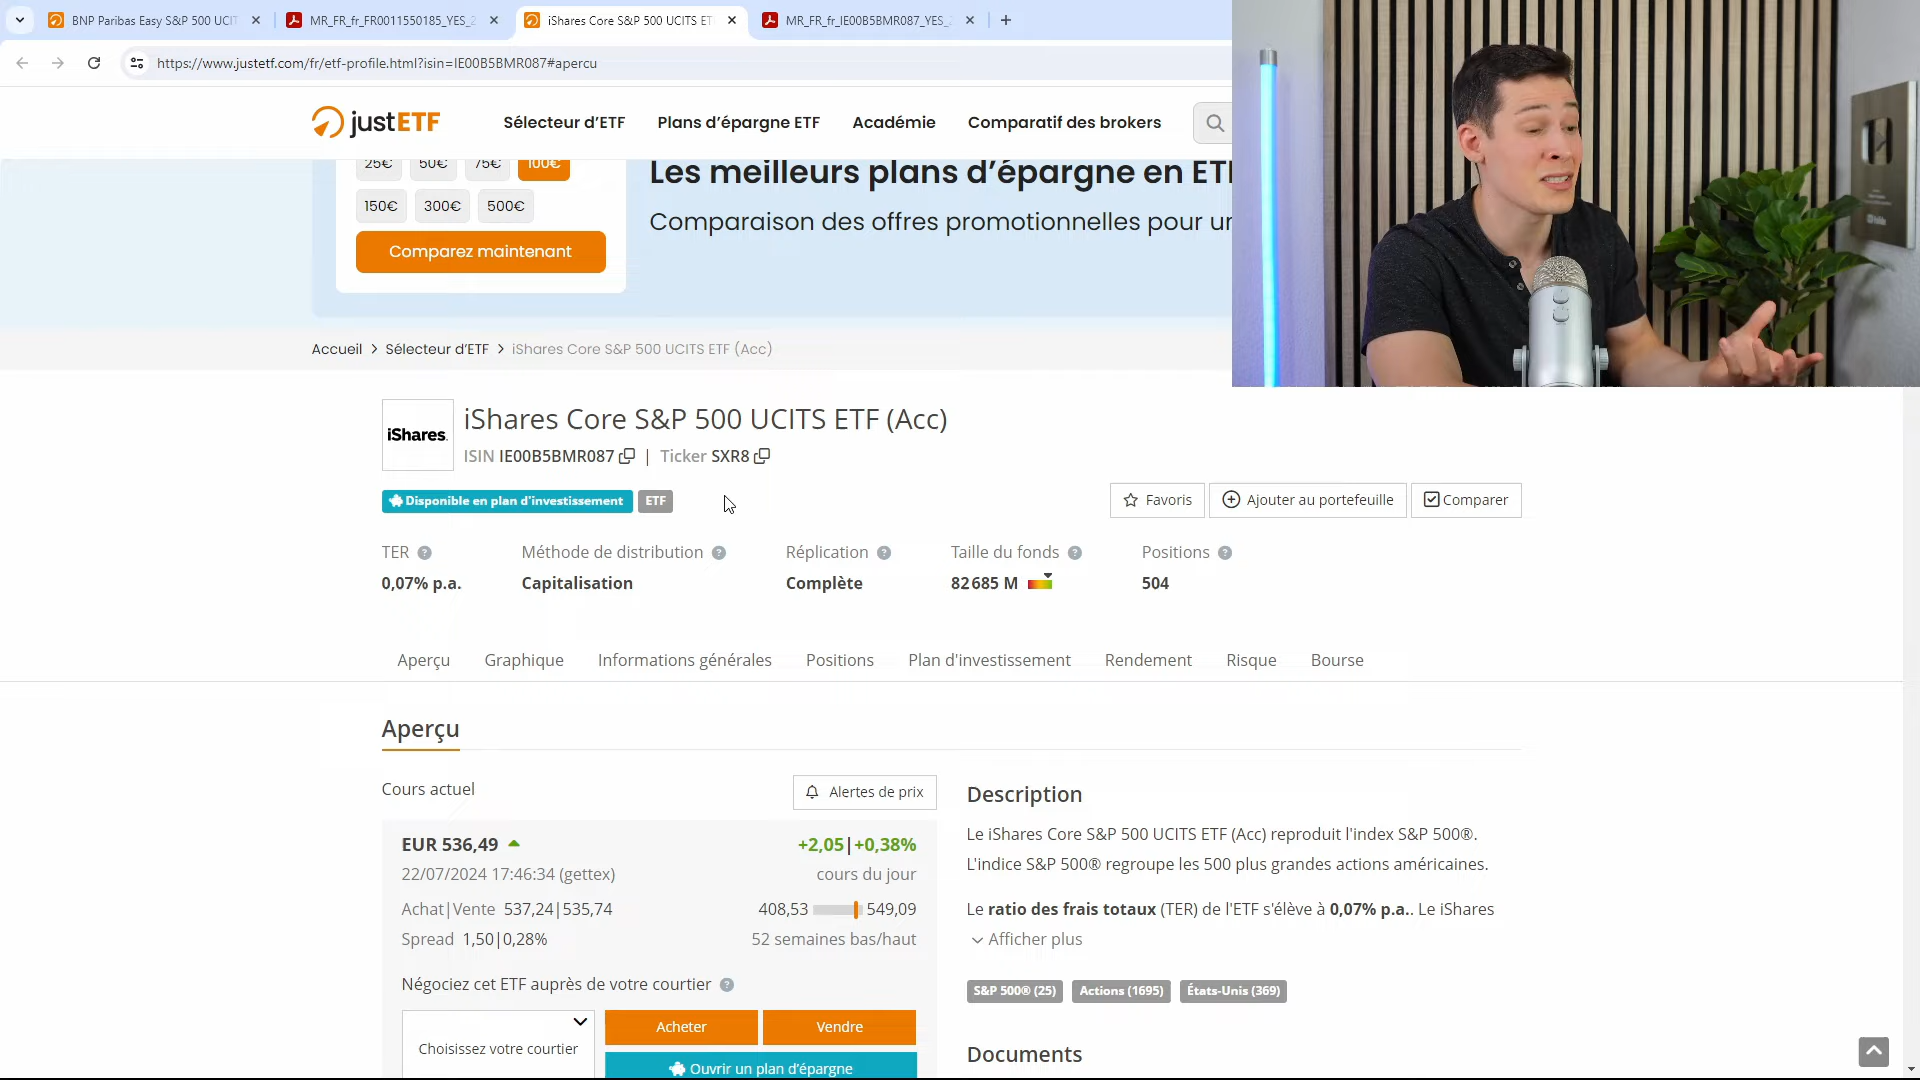 BNP Paribas Easy S&P 500 UCIT
MR_FR_fr_FR0011550185_YES_2
iShares Core S&P 500 UCITS ET
MR_FR_fr_IE00B5BMR087_YES_
https://www.justetf.com/fr/etf-profile.html?isin=IE00B5BMR087#apercu
justETF
Sélecteur d'ETF
Plans d'épargne ETF
Académie
Comparatif des brokers
25€ 50€ 75€ 100€
150€ 300€ 500€
Comparez maintenant
Les meilleurs plans d'épargne en ETF
Comparaison des offres promotionnelles pour un
Accueil > Sélecteur d'ETF > iShares Core S&P 500 UCITS ETF (Acc)
iShares.
iShares Core S&P 500 UCITS ETF (Acc)
ISIN IE00B5BMR087 | Ticker SXR8
Disponible en plan d'investissement ETF
Favoris
Ajouter au portefeuille
Comparer
TER ? Méthode de distribution ? Réplication ? Taille du fonds ? Positions ?
0,07% p.a. Capitalisation Complète 82 685 M 504
Aperçu Graphique Informations générales Positions Plan d'investissement Rendement Risque Bourse
Aperçu
Cours actuel
Alertes de prix
EUR 536,49 +2,05|+0,38%
22/07/2024 17:46:34 (gettex) cours du jour
Achat|Vente 537,24|535,74 408,53 549,09
Spread 1,50|0,28% 52 semaines bas/haut
Négociez cet ETF auprès de votre courtier ?
Choisissez votre courtier
Acheter
Vendre
Ouvrir un plan d'épargne
Description
Le iShares Core S&P 500 UCITS ETF (Acc) reproduit l'index S&P 500®.
L'indice S&P 500® regroupe les 500 plus grandes actions américaines.
Le ratio des frais totaux (TER) de l'ETF s'élève à 0,07% p.a.. Le iShares
Afficher plus
S&P 500® (25) Actions (1695) États-Unis (369)
Documents